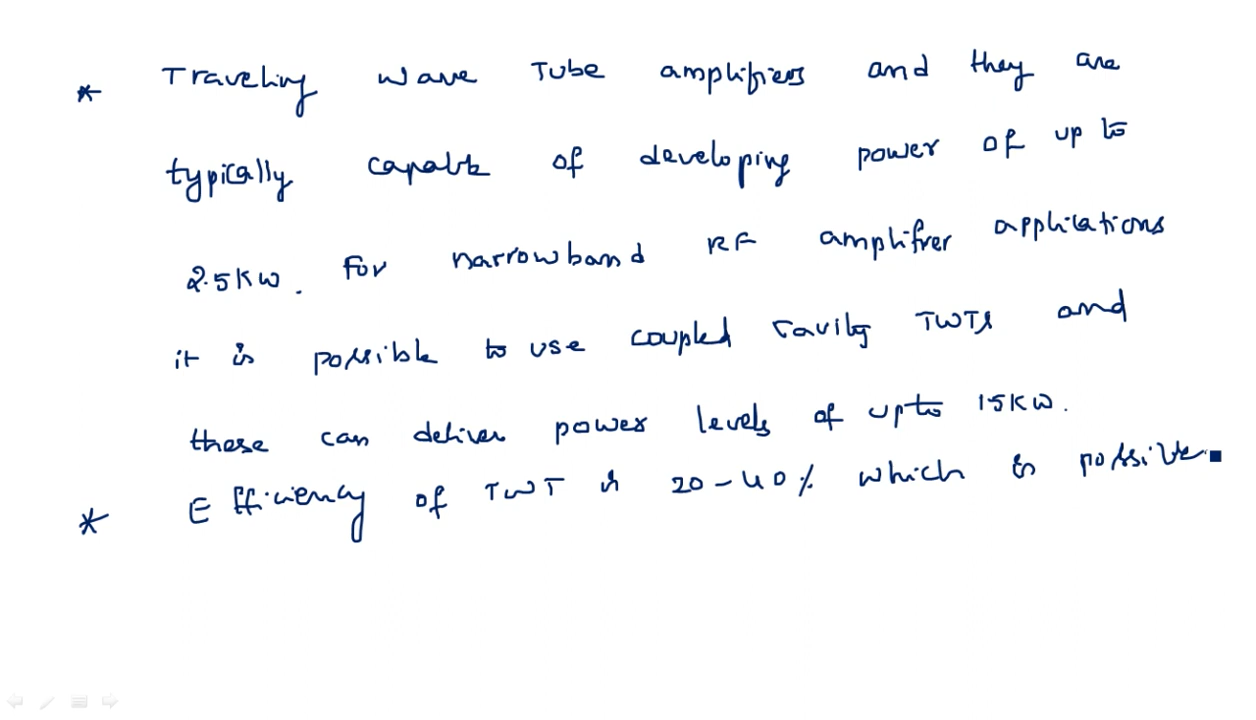 * Traveling wave Tube amplifiers and they are
typically capable of developing power of up to
2.5KW. For narrowband RF amplifier applications
it is possible to use coupled cavity TWTs and
these can deliver power levels of upto 15KW.
* Efficiency of TWT is 20-40% which is possible.